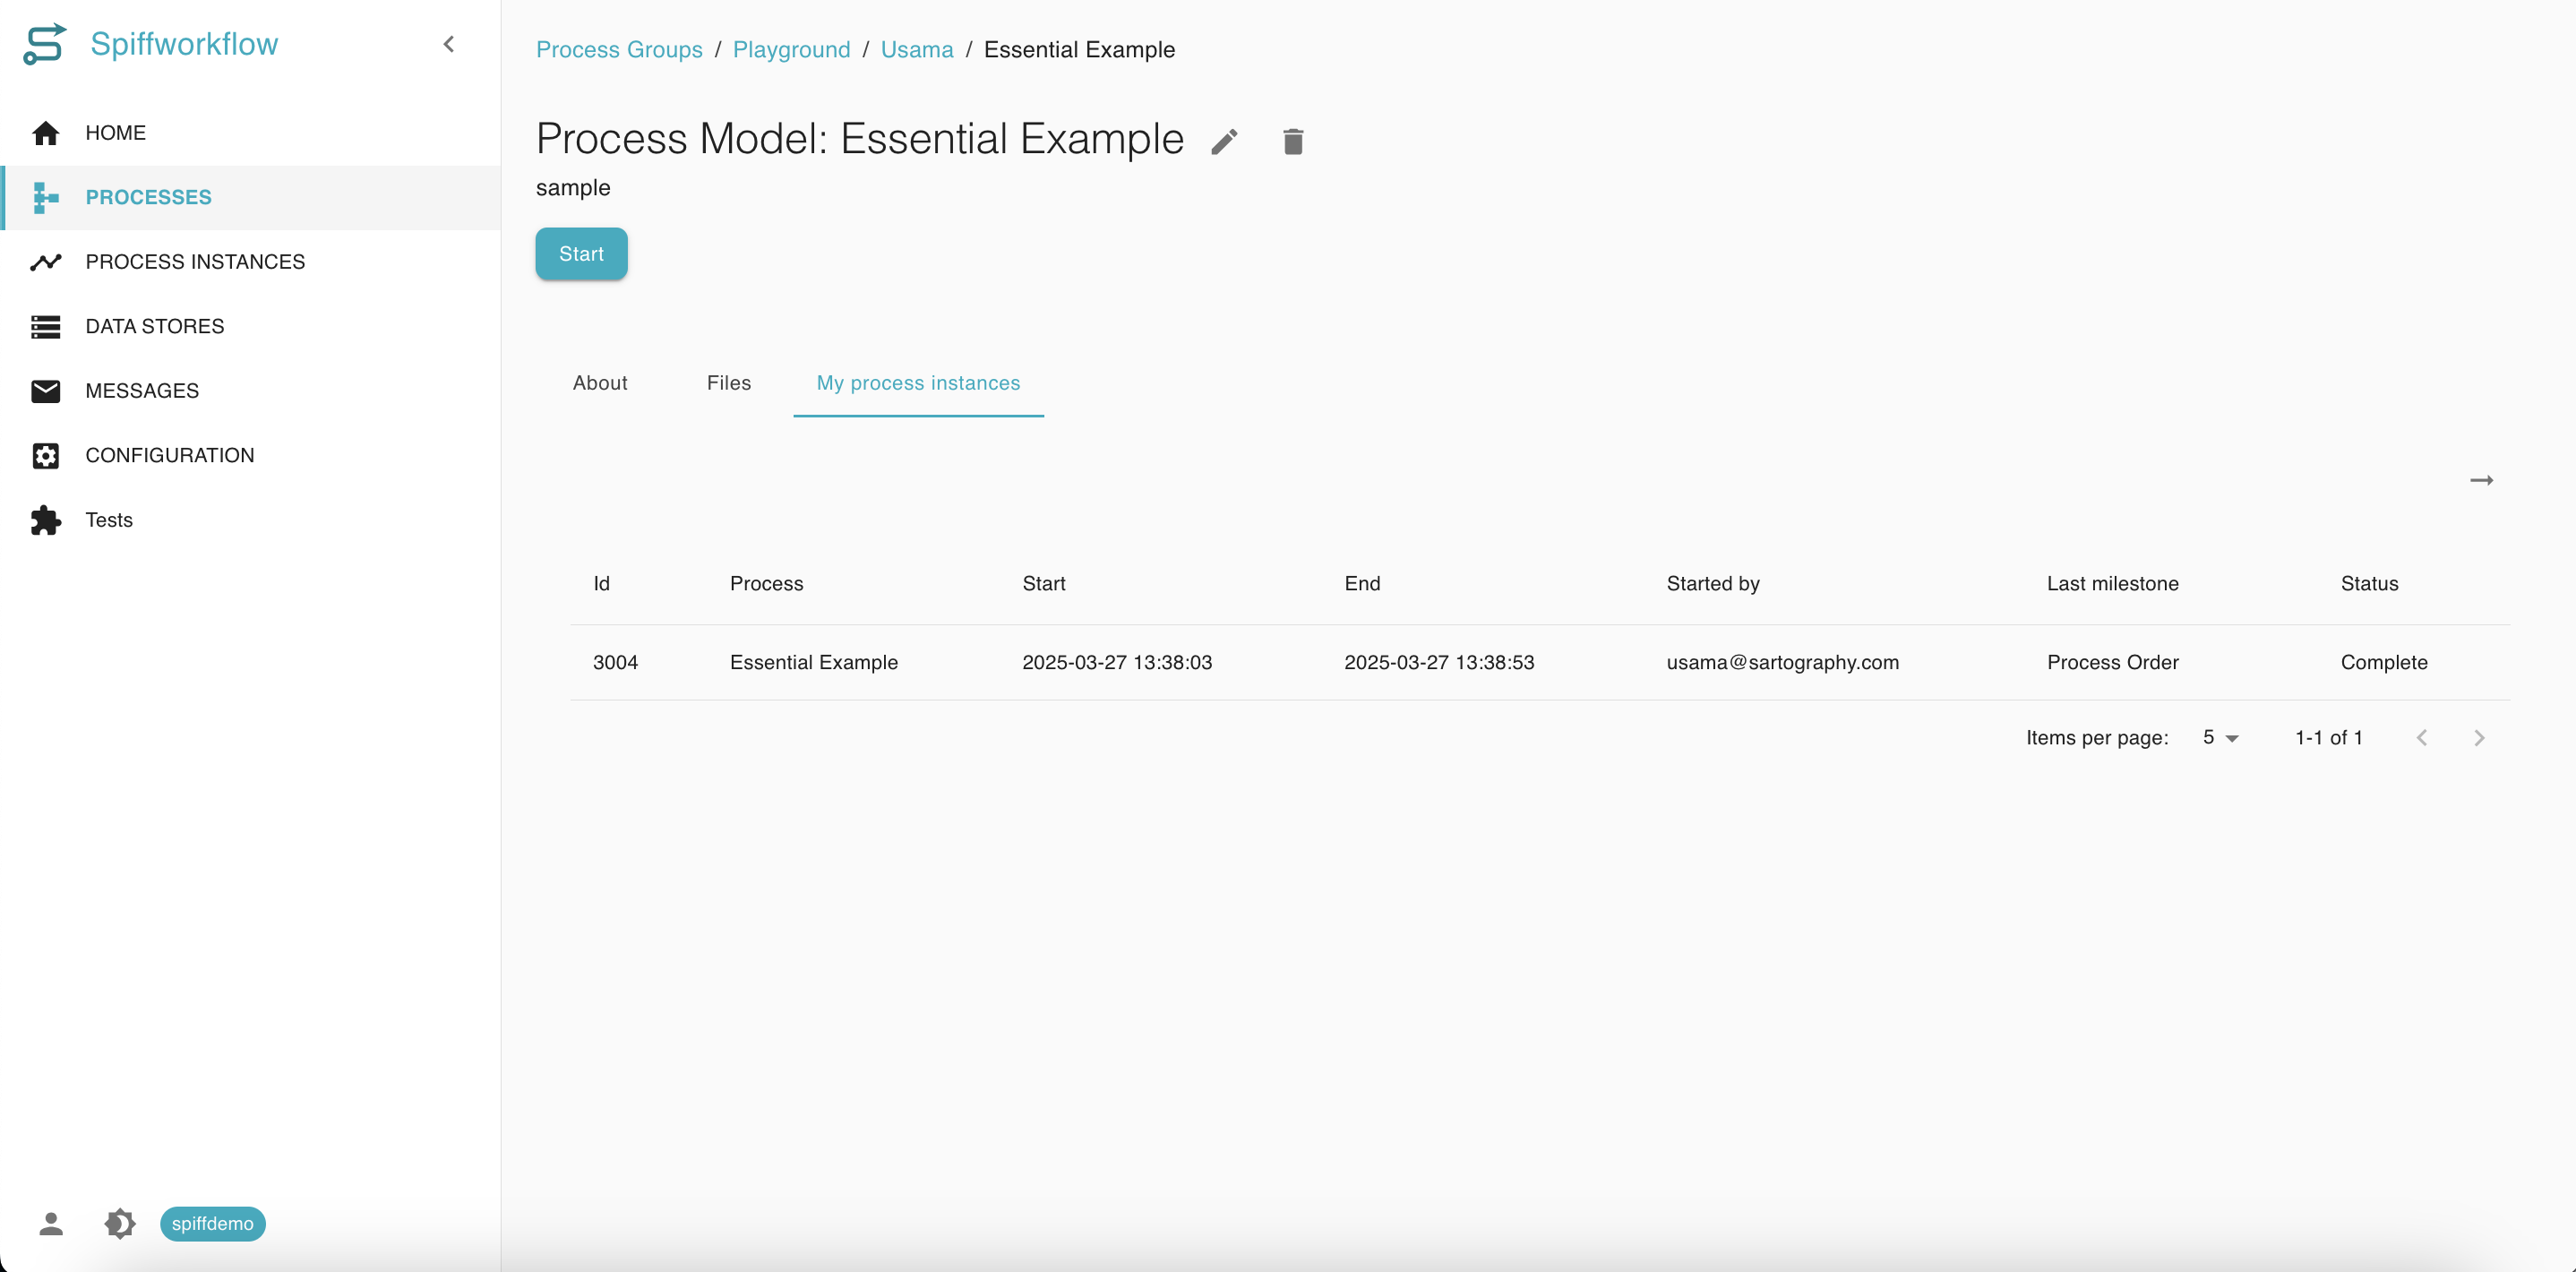 Spiffworkflow
HOME
PROCESSES
PROCESS INSTANCES
DATA STORES
MESSAGES
CONFIGURATION
Tests
spiffdemo
Process Groups / Playground / Usama / Essential Example
Process Model: Essential Example
sample
Start
About Files My process instances
Id Process Start End Started by Last milestone Status
3004 Essential Example 2025-03-27 13:38:03 2025-03-27 13:38:53 usama@sartography.com Process Order Complete
Items per page: 5 1-1 of 1